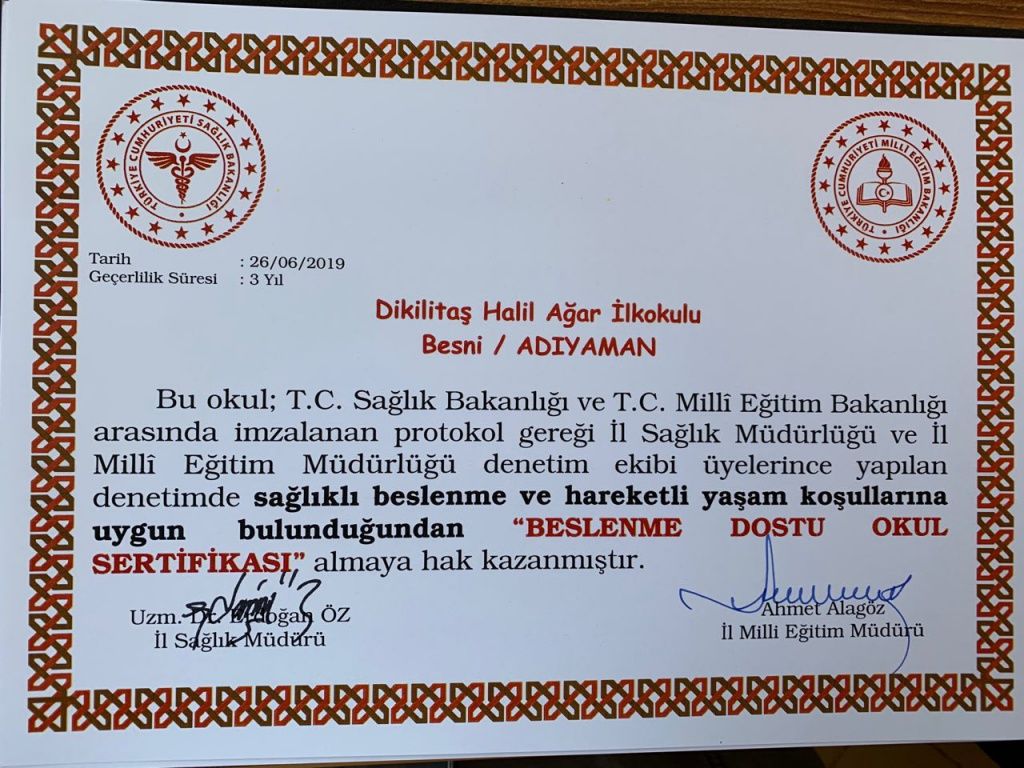 TÜRKİYE CUMHURİYETİ SAĞLIK BAKANLIĞI
TÜRKİYE CUMHURİYETİ MİLLÎ EĞİTİM BAKANLIĞI
Tarih : 26/06/2019
Geçerlilik Süresi : 3 Yıl
Dikilitaş Halil Ağar İlkokulu
Besni / ADIYAMAN
Bu okul; T.C. Sağlık Bakanlığı ve T.C. Millî Eğitim Bakanlığı
arasında imzalanan protokol gereği İl Sağlık Müdürlüğü ve İl
Millî Eğitim Müdürlüğü denetim ekibi üyelerince yapılan
denetimde sağlıklı beslenme ve hareketli yaşam koşullarına
uygun bulunduğundan “BESLENME DOSTU OKUL
SERTİFİKASI” almaya hak kazanmıştır.
Uzm. Dr. Erdoğan ÖZ
İl Sağlık Müdürü
Ahmet Alagöz
İl Milli Eğitim Müdürü